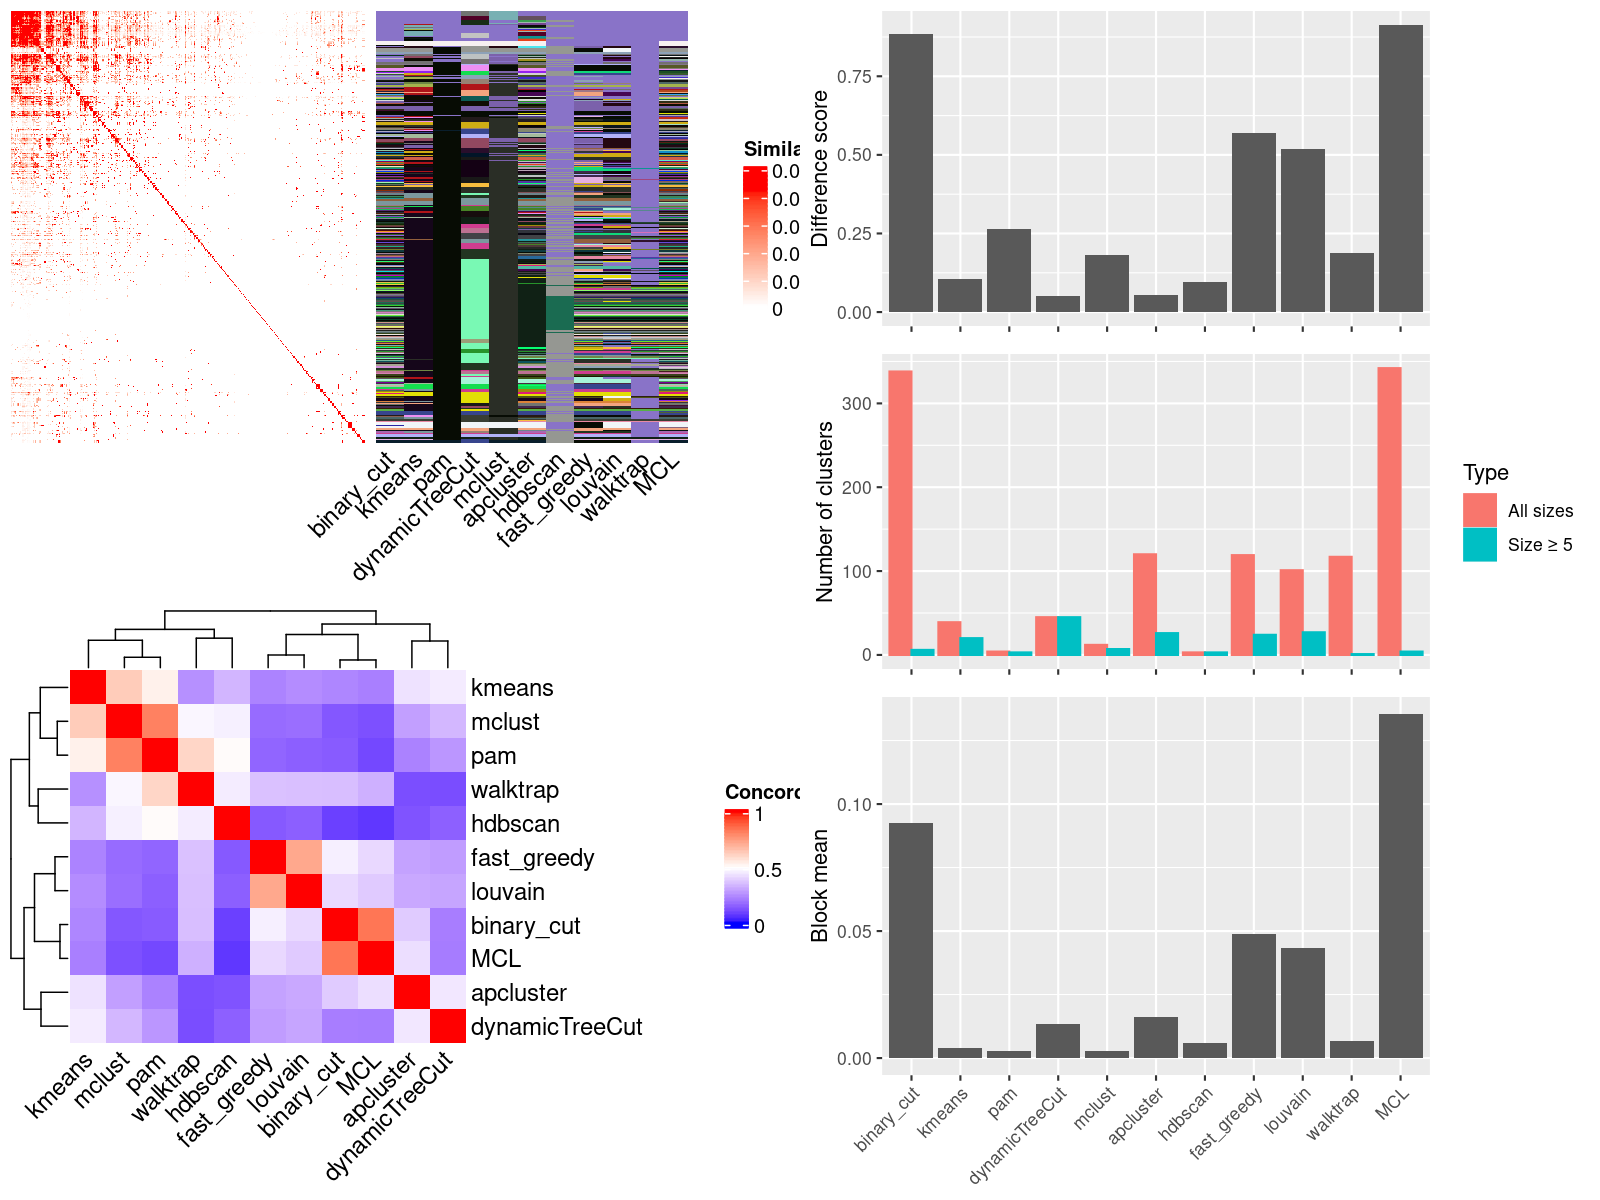 Simila
0.0
0.0
0.0
0.0
0.0
0
binary_cut
kmeans
pam
dynamicTreeCut
mclust
apcluster
hdbscan
fast_greedy
louvain
walktrap
MCL
Difference score
0.75
0.50
0.25
0.00
Number of clusters
300
200
100
0
Type
All sizes
Size ≥ 5
kmeans
mclust
pam
walktrap
hdbscan
fast_greedy
louvain
binary_cut
MCL
apcluster
dynamicTreeCut
kmeans
mclust
pam
walktrap
hdbscan
fast_greedy
louvain
binary_cut
MCL
apcluster
dynamicTreeCut
Concord
1
0.5
0
Block mean
0.10
0.05
0.00
binary_cut
kmeans
pam
dynamicTreeCut
mclust
apcluster
hdbscan
fast_greedy
louvain
walktrap
MCL